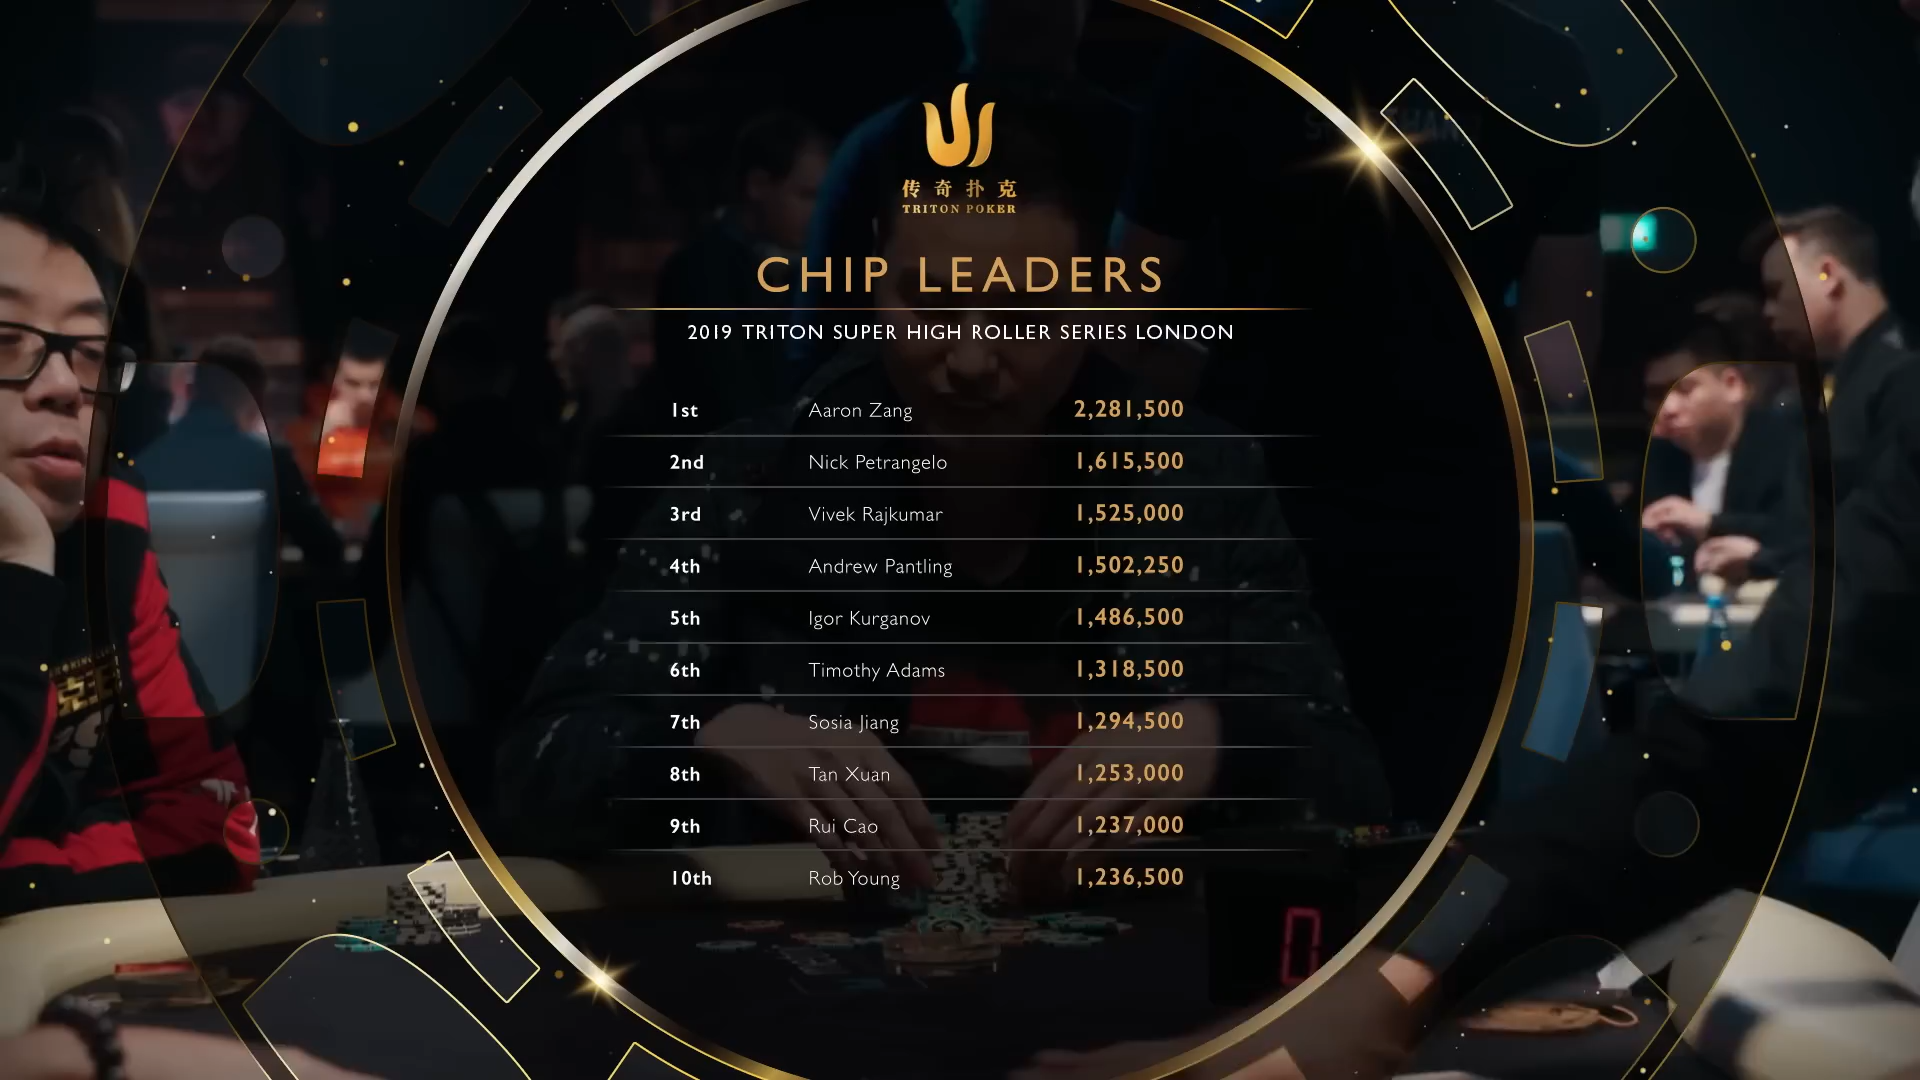 传奇扑克
TRITON POKER
CHIP LEADERS
2019 TRITON SUPER HIGH ROLLER SERIES LONDON
1st Aaron Zang 2,281,500
2nd Nick Petrangelo 1,615,500
3rd Vivek Rajkumar 1,525,000
4th Andrew Pantling 1,502,250
5th Igor Kurganov 1,486,500
6th Timothy Adams 1,318,500
7th Sosia Jiang 1,294,500
8th Tan Xuan 1,253,000
9th Rui Cao 1,237,000
10th Rob Young 1,236,500
0